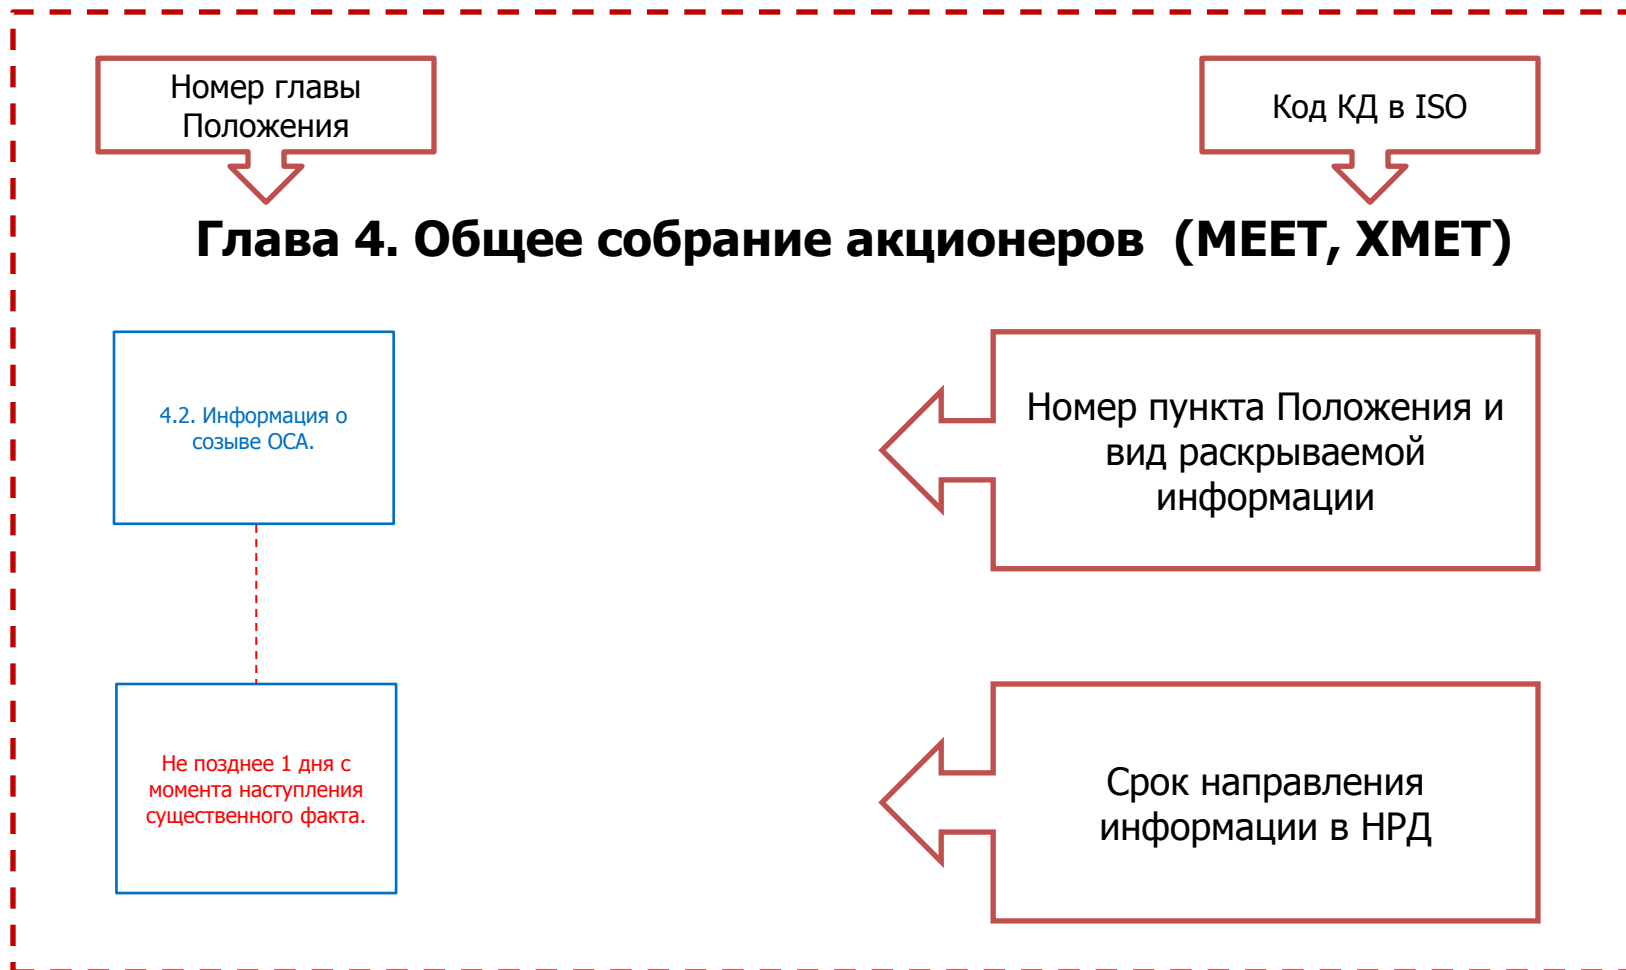 Номер главы
Положения
Код КД в ISO
Глава 4. Общее собрание акционеров (MEET, XMET)
4.2. Информация о
созыве ОСА.
Номер пункта Положения и
вид раскрываемой
информации
Не позднее 1 дня с
момента наступления
существенного факта.
Срок направления
информации в НРД